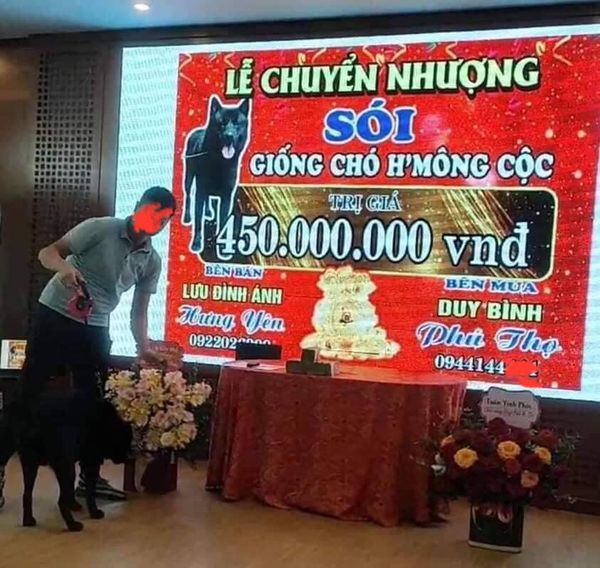 LỄ CHUYỂN NHƯỢNG
SÓI
GIỐNG CHÓ H'MÔNG CỘC
TRỊ GIÁ
450.000.000 vnđ
BÊN BÁN
LƯU ĐÌNH ÁNH
Hưng Yên
092202
BÊN MUA
DUY BÌNH
Phú Thọ
0944144